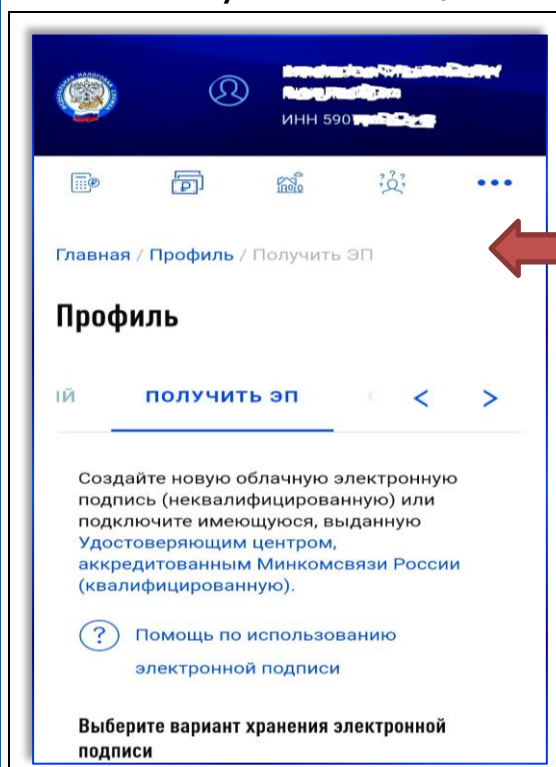 ИНН 590
Главная / Профиль / Получить ЭП
Профиль
ИЙ ПОЛУЧИТЬ ЭП < >
Создайте новую облачную электронную
подпись (неквалифицированную) или
подключите имеющуюся, выданную
Удостоверяющим центром,
аккредитованным Минкомсвязи России
(квалифицированную).
? Помощь по использованию
электронной подписи
Выберите вариант хранения электронной
подписи